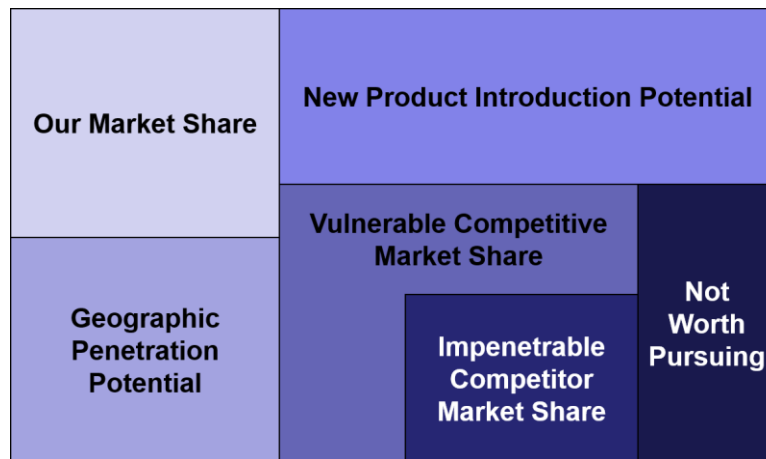 Our Market Share
New Product Introduction Potential
Vulnerable Competitive
Market Share
Geographic
Penetration
Potential
Impenetrable
Competitor
Market Share
Not
Worth
Pursuing